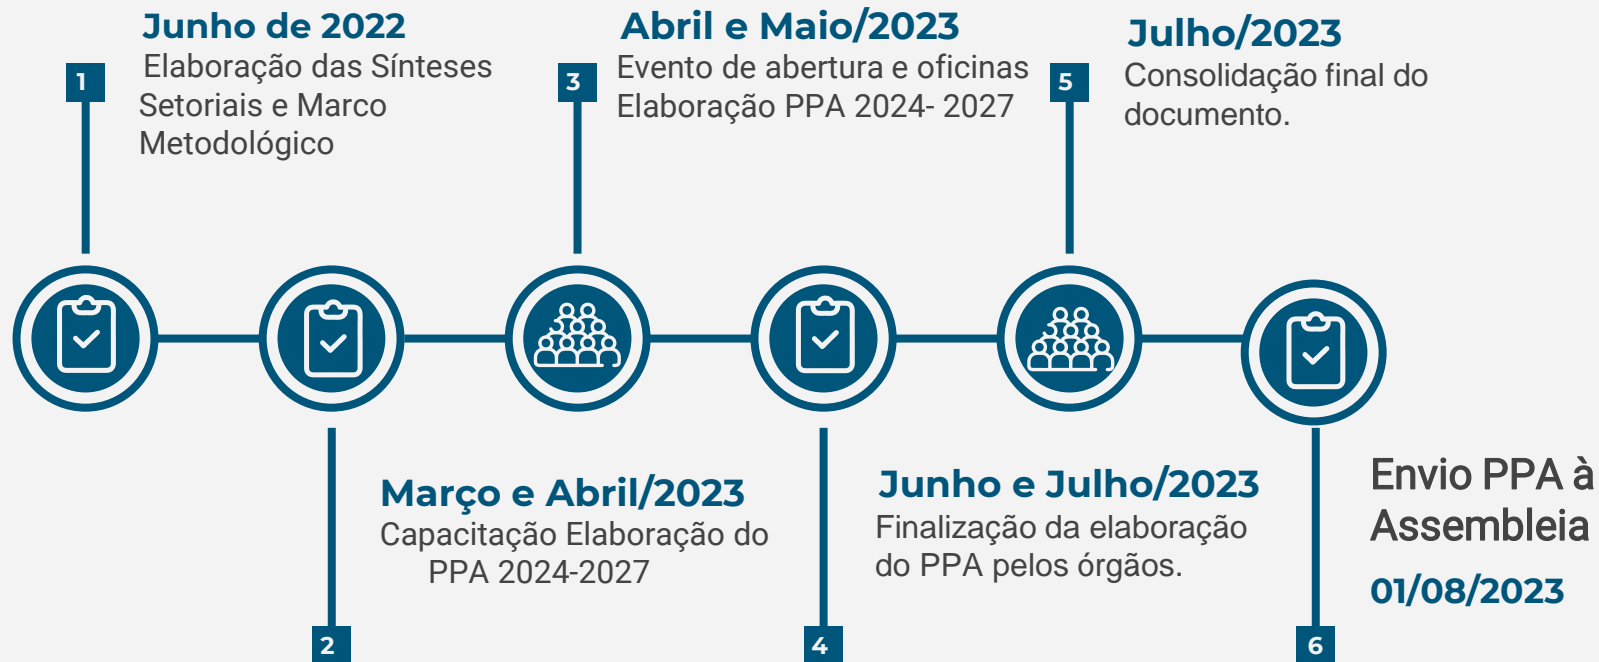 1
Junho de 2022
Elaboração das Sínteses
Setoriais e Marco
Metodológico
2
Março e Abril/2023
Capacitação Elaboração do
PPA 2024-2027
3
Abril e Maio/2023
Evento de abertura e oficinas
Elaboração PPA 2024- 2027
4
Junho e Julho/2023
Finalização da elaboração
do PPA pelos órgãos.
5
Julho/2023
Consolidação final do
documento.
6
Envio PPA à
Assembleia
01/08/2023